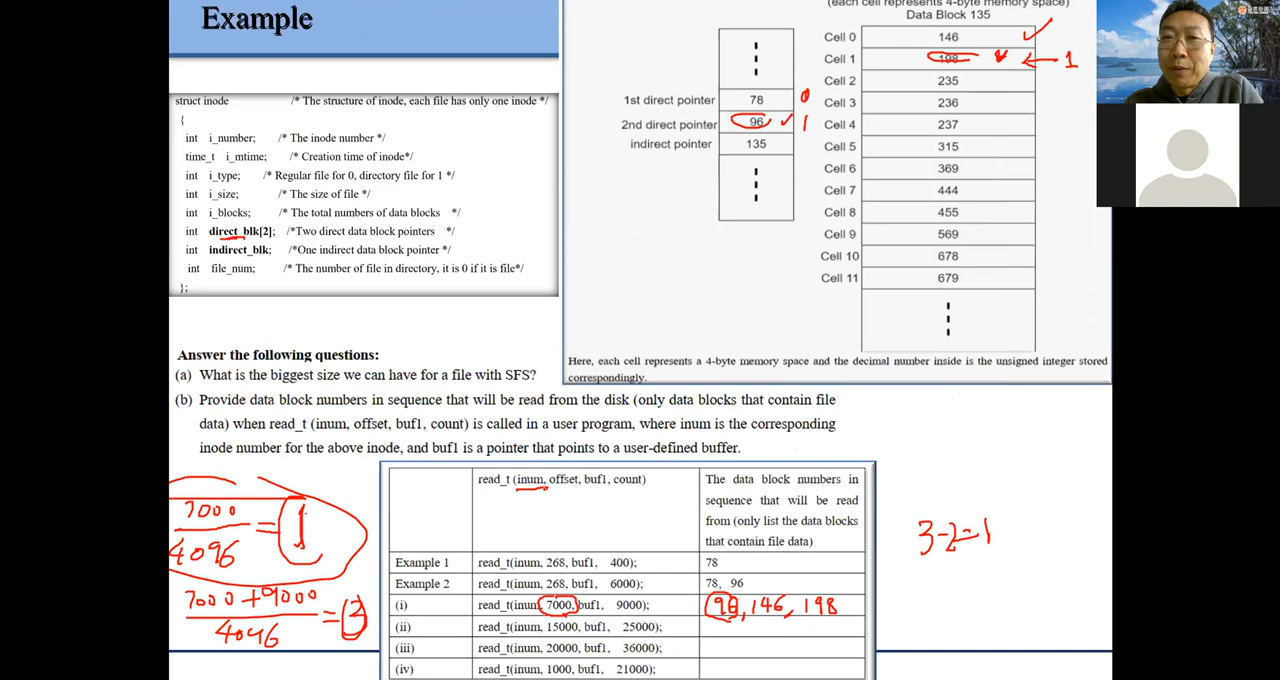 Example
(each cell represents 4-byte memory space)
Data Block 135
struct inode /* The structure of inode, each file has only one inode */
{
int i_number; /* The inode number */
time_t i_mtime; /* Creation time of inode*/
int i_type; /* Regular file for 0, directory file for 1 */
int i_size; /* The size of file */
int i_blocks; /* The total numbers of data blocks */
int direct_blk[2]; /*Two direct data block pointers */
int indirect_blk; /*One indirect data block pointer */
int file_num; /* The number of file in directory, it is 0 if it is file*/
};
1st direct pointer 78 0
2nd direct pointer 96 1
indirect pointer 135
Cell 0 146
Cell 1 198 1
Cell 2 235
Cell 3 236
Cell 4 237
Cell 5 315
Cell 6 369
Cell 7 444
Cell 8 455
Cell 9 569
Cell 10 678
Cell 11 679
Here, each cell represents a 4-byte memory space and the decimal number inside is the unsigned integer stored
correspondingly.
Answer the following questions:
(a) What is the biggest size we can have for a file with SFS?
(b) Provide data block numbers in sequence that will be read from the disk (only data blocks that contain file
data) when read_t (inum, offset, buf1, count) is called in a user program, where inum is the corresponding
inode number for the above inode, and buf1 is a pointer that points to a user-defined buffer.
read_t (inum, offset, buf1, count) The data block numbers in
sequence that will be read
from (only list the data blocks
that contain file data)
Example 1 read_t(inum, 268, buf1, 400); 78
Example 2 read_t(inum, 268, buf1, 6000); 78, 96
(i) read_t(inum, 7000, buf1, 9000); 96, 146, 198
(ii) read_t(inum, 15000, buf1, 25000);
(iii) read_t(inum, 20000, buf1, 36000);
(iv) read_t(inum, 1000, buf1, 21000);
7000
4096 = 1
7000+9000
4096 = 3
3-2=1